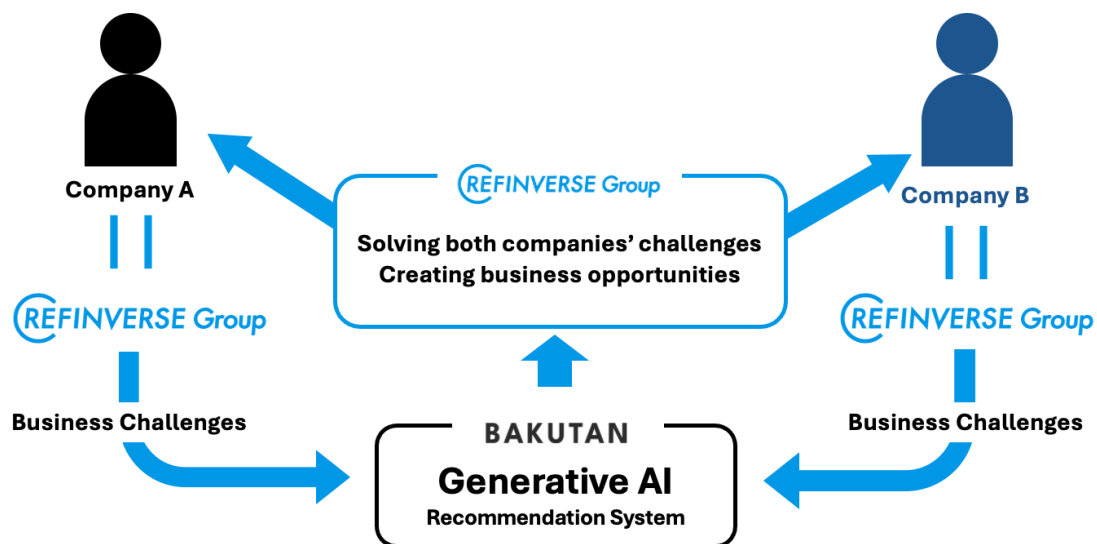 Company A
Company B
REFINVERSE Group
Solving both companies’ challenges
Creating business opportunities
REFINVERSE Group
REFINVERSE Group
Business Challenges
Business Challenges
BAKUTAN
Generative AI
Recommendation System